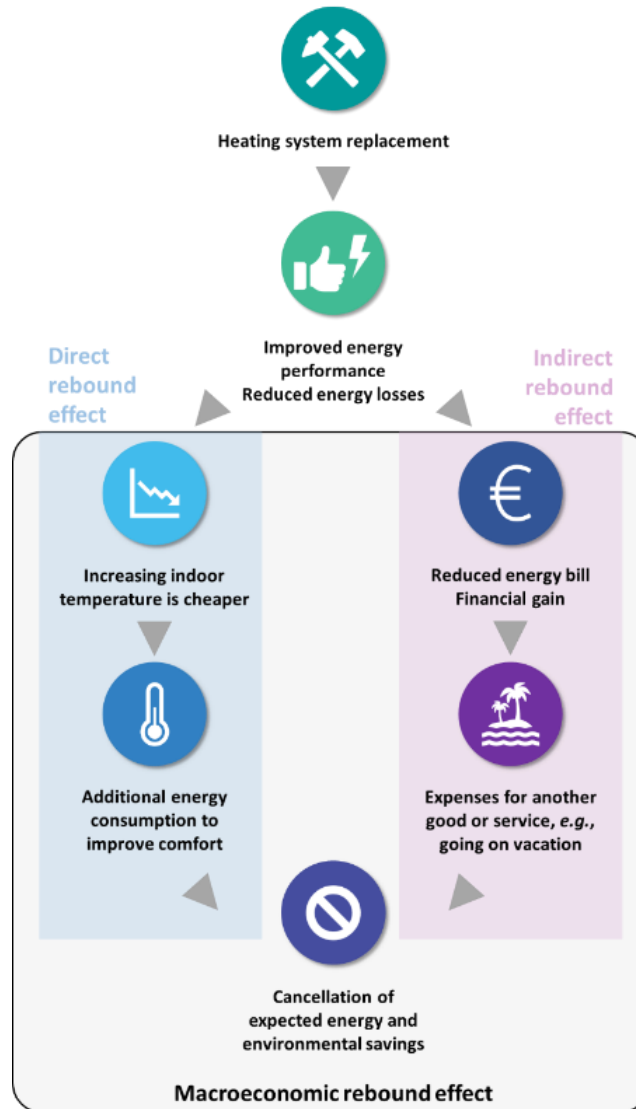 Heating system replacement
Improved energy
performance
Reduced energy losses
Direct
rebound
effect
Indirect
rebound
effect
Increasing indoor
temperature is cheaper
Additional energy
consumption to
improve comfort
€
Reduced energy bill
Financial gain
Expenses for another
good or service, e.g.,
going on vacation
Cancellation of
expected energy and
environmental savings
Macroeconomic rebound effect